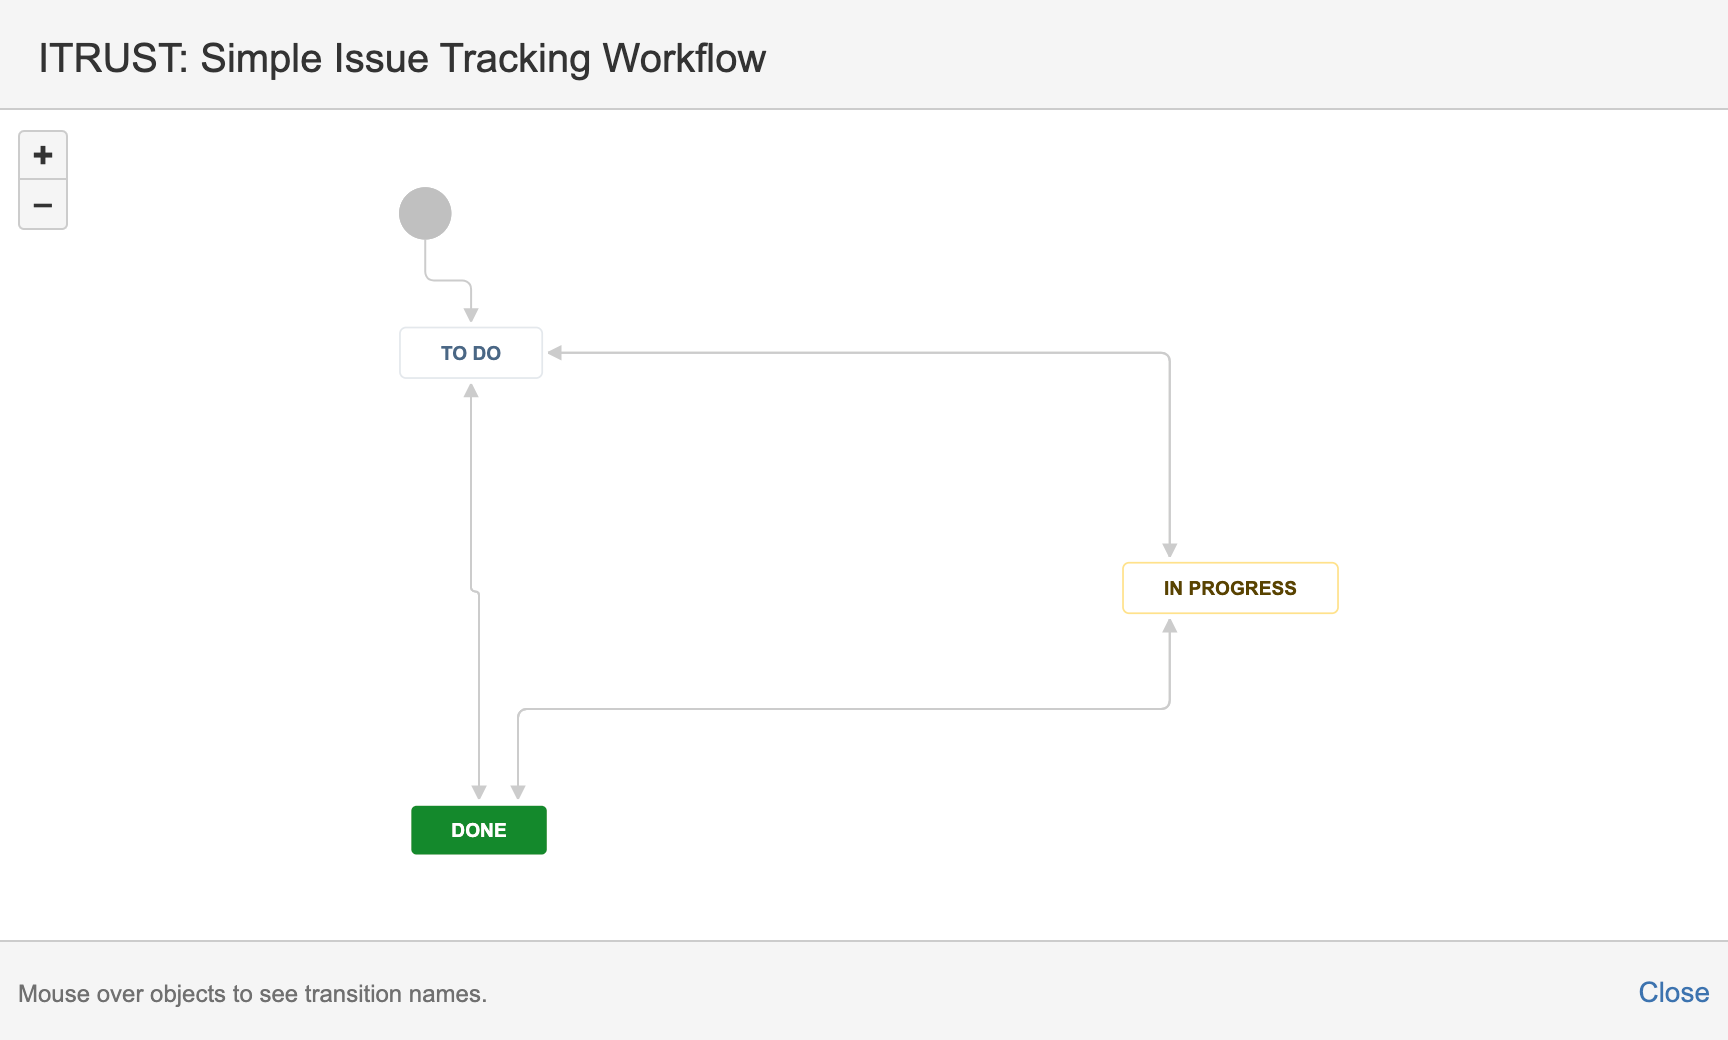 ITRUST: Simple Issue Tracking Workflow
TO DO
IN PROGRESS
DONE
Mouse over objects to see transition names.
Close